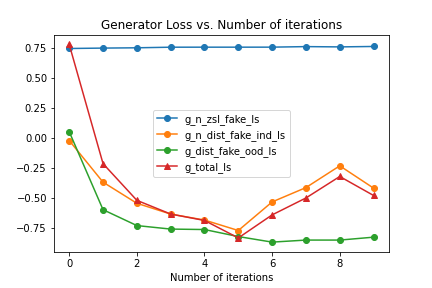 Generator Loss vs. Number of iterations
0.75
0.50
0.25
0.00
−0.25
−0.50
−0.75
g_n_zsl_fake_ls
g_n_dist_fake_ind_ls
g_dist_fake_ood_ls
g_total_ls
0 2 4 6 8
Number of iterations